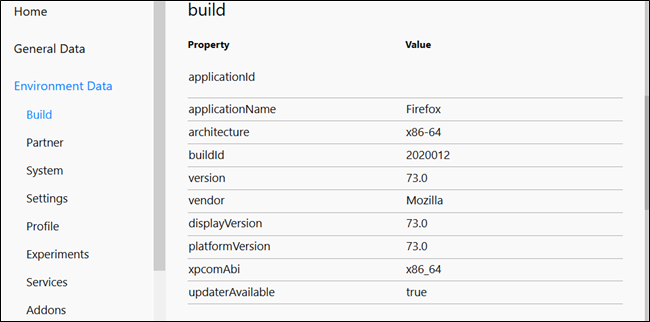 Home
General Data
Environment Data
Build
Partner
System
Settings
Profile
Experiments
Services
Addons
build
Property Value
applicationId
applicationName Firefox
architecture x86-64
buildId 2020012
version 73.0
vendor Mozilla
displayVersion 73.0
platformVersion 73.0
xpcomAbi x86_64
updaterAvailable true